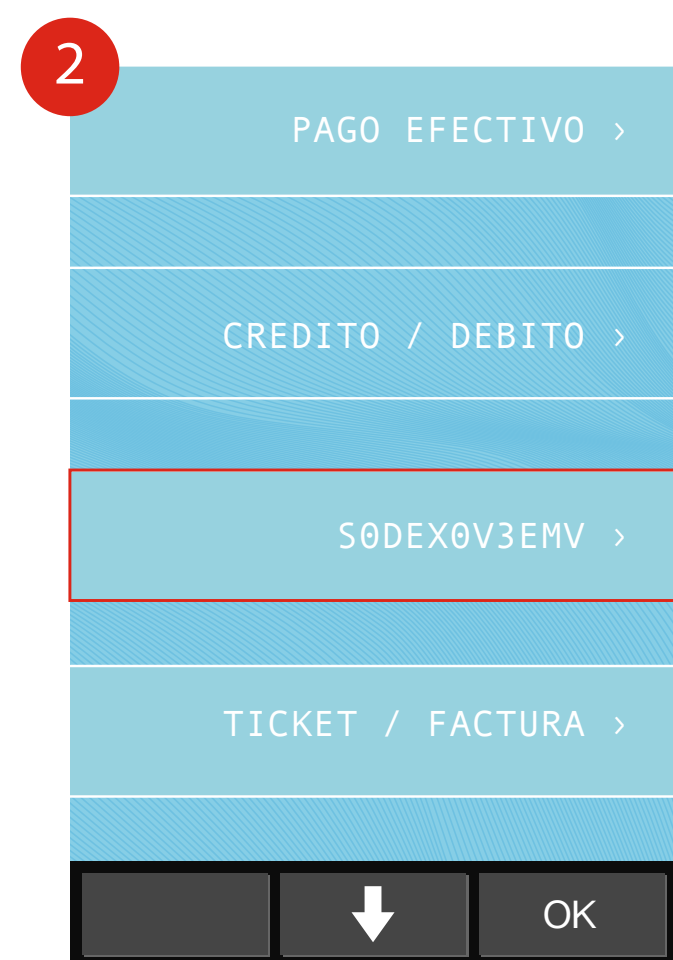 2
PAGO EFECTIVO >
CREDITO / DEBITO >
S0DEX0V3EMV >
TICKET / FACTURA >
OK